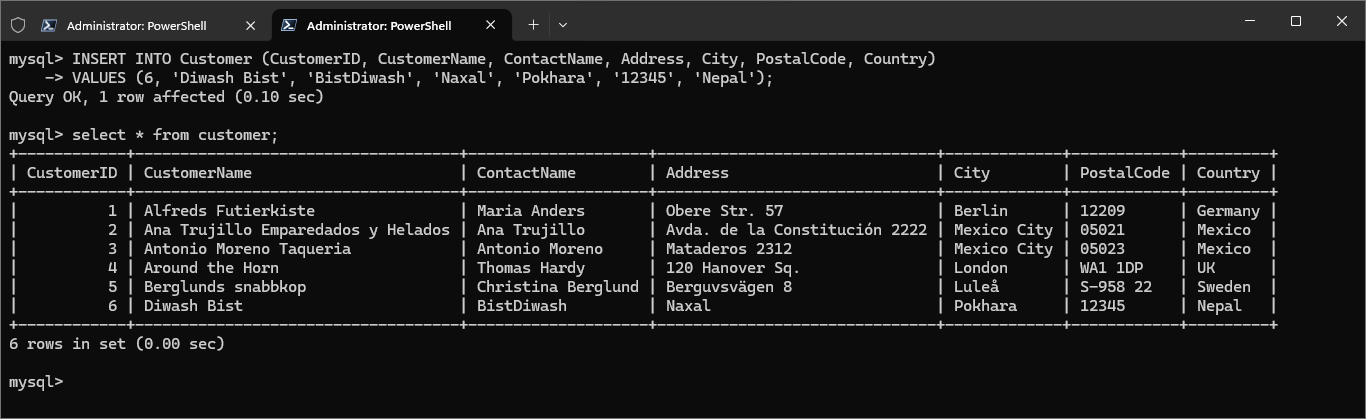 Administrator: PowerShell
Administrator: PowerShell
mysql> INSERT INTO Customer (CustomerID, CustomerName, ContactName, Address, City, PostalCode, Country)
    -> VALUES (6, 'Diwash Bist', 'BistDiwash', 'Naxal', 'Pokhara', '12345', 'Nepal');
Query OK, 1 row affected (0.10 sec)
mysql> select * from customer;
+------------+------------------------------------+--------------------+-------------------------------+-------------+------------+---------+
| CustomerID | CustomerName                       | ContactName        | Address                       | City        | PostalCode | Country |
+------------+------------------------------------+--------------------+-------------------------------+-------------+------------+---------+
|          1 | Alfreds Futierkiste                | Maria Anders       | Obere Str. 57                 | Berlin      | 12209      | Germany |
|          2 | Ana Trujillo Emparedados y Helados | Ana Trujillo       | Avda. de la Constitución 2222 | Mexico City | 05021      | Mexico  |
|          3 | Antonio Moreno Taqueria            | Antonio Moreno     | Mataderos 2312                | Mexico City | 05023      | Mexico  |
|          4 | Around the Horn                    | Thomas Hardy       | 120 Hanover Sq.               | London      | WA1 1DP    | UK      |
|          5 | Berglunds snabbkop                 | Christina Berglund | Berguvsvägen 8                | Luleå       | S-958 22   | Sweden  |
|          6 | Diwash Bist                        | BistDiwash         | Naxal                         | Pokhara     | 12345      | Nepal   |
+------------+------------------------------------+--------------------+-------------------------------+-------------+------------+---------+
6 rows in set (0.00 sec)
mysql>